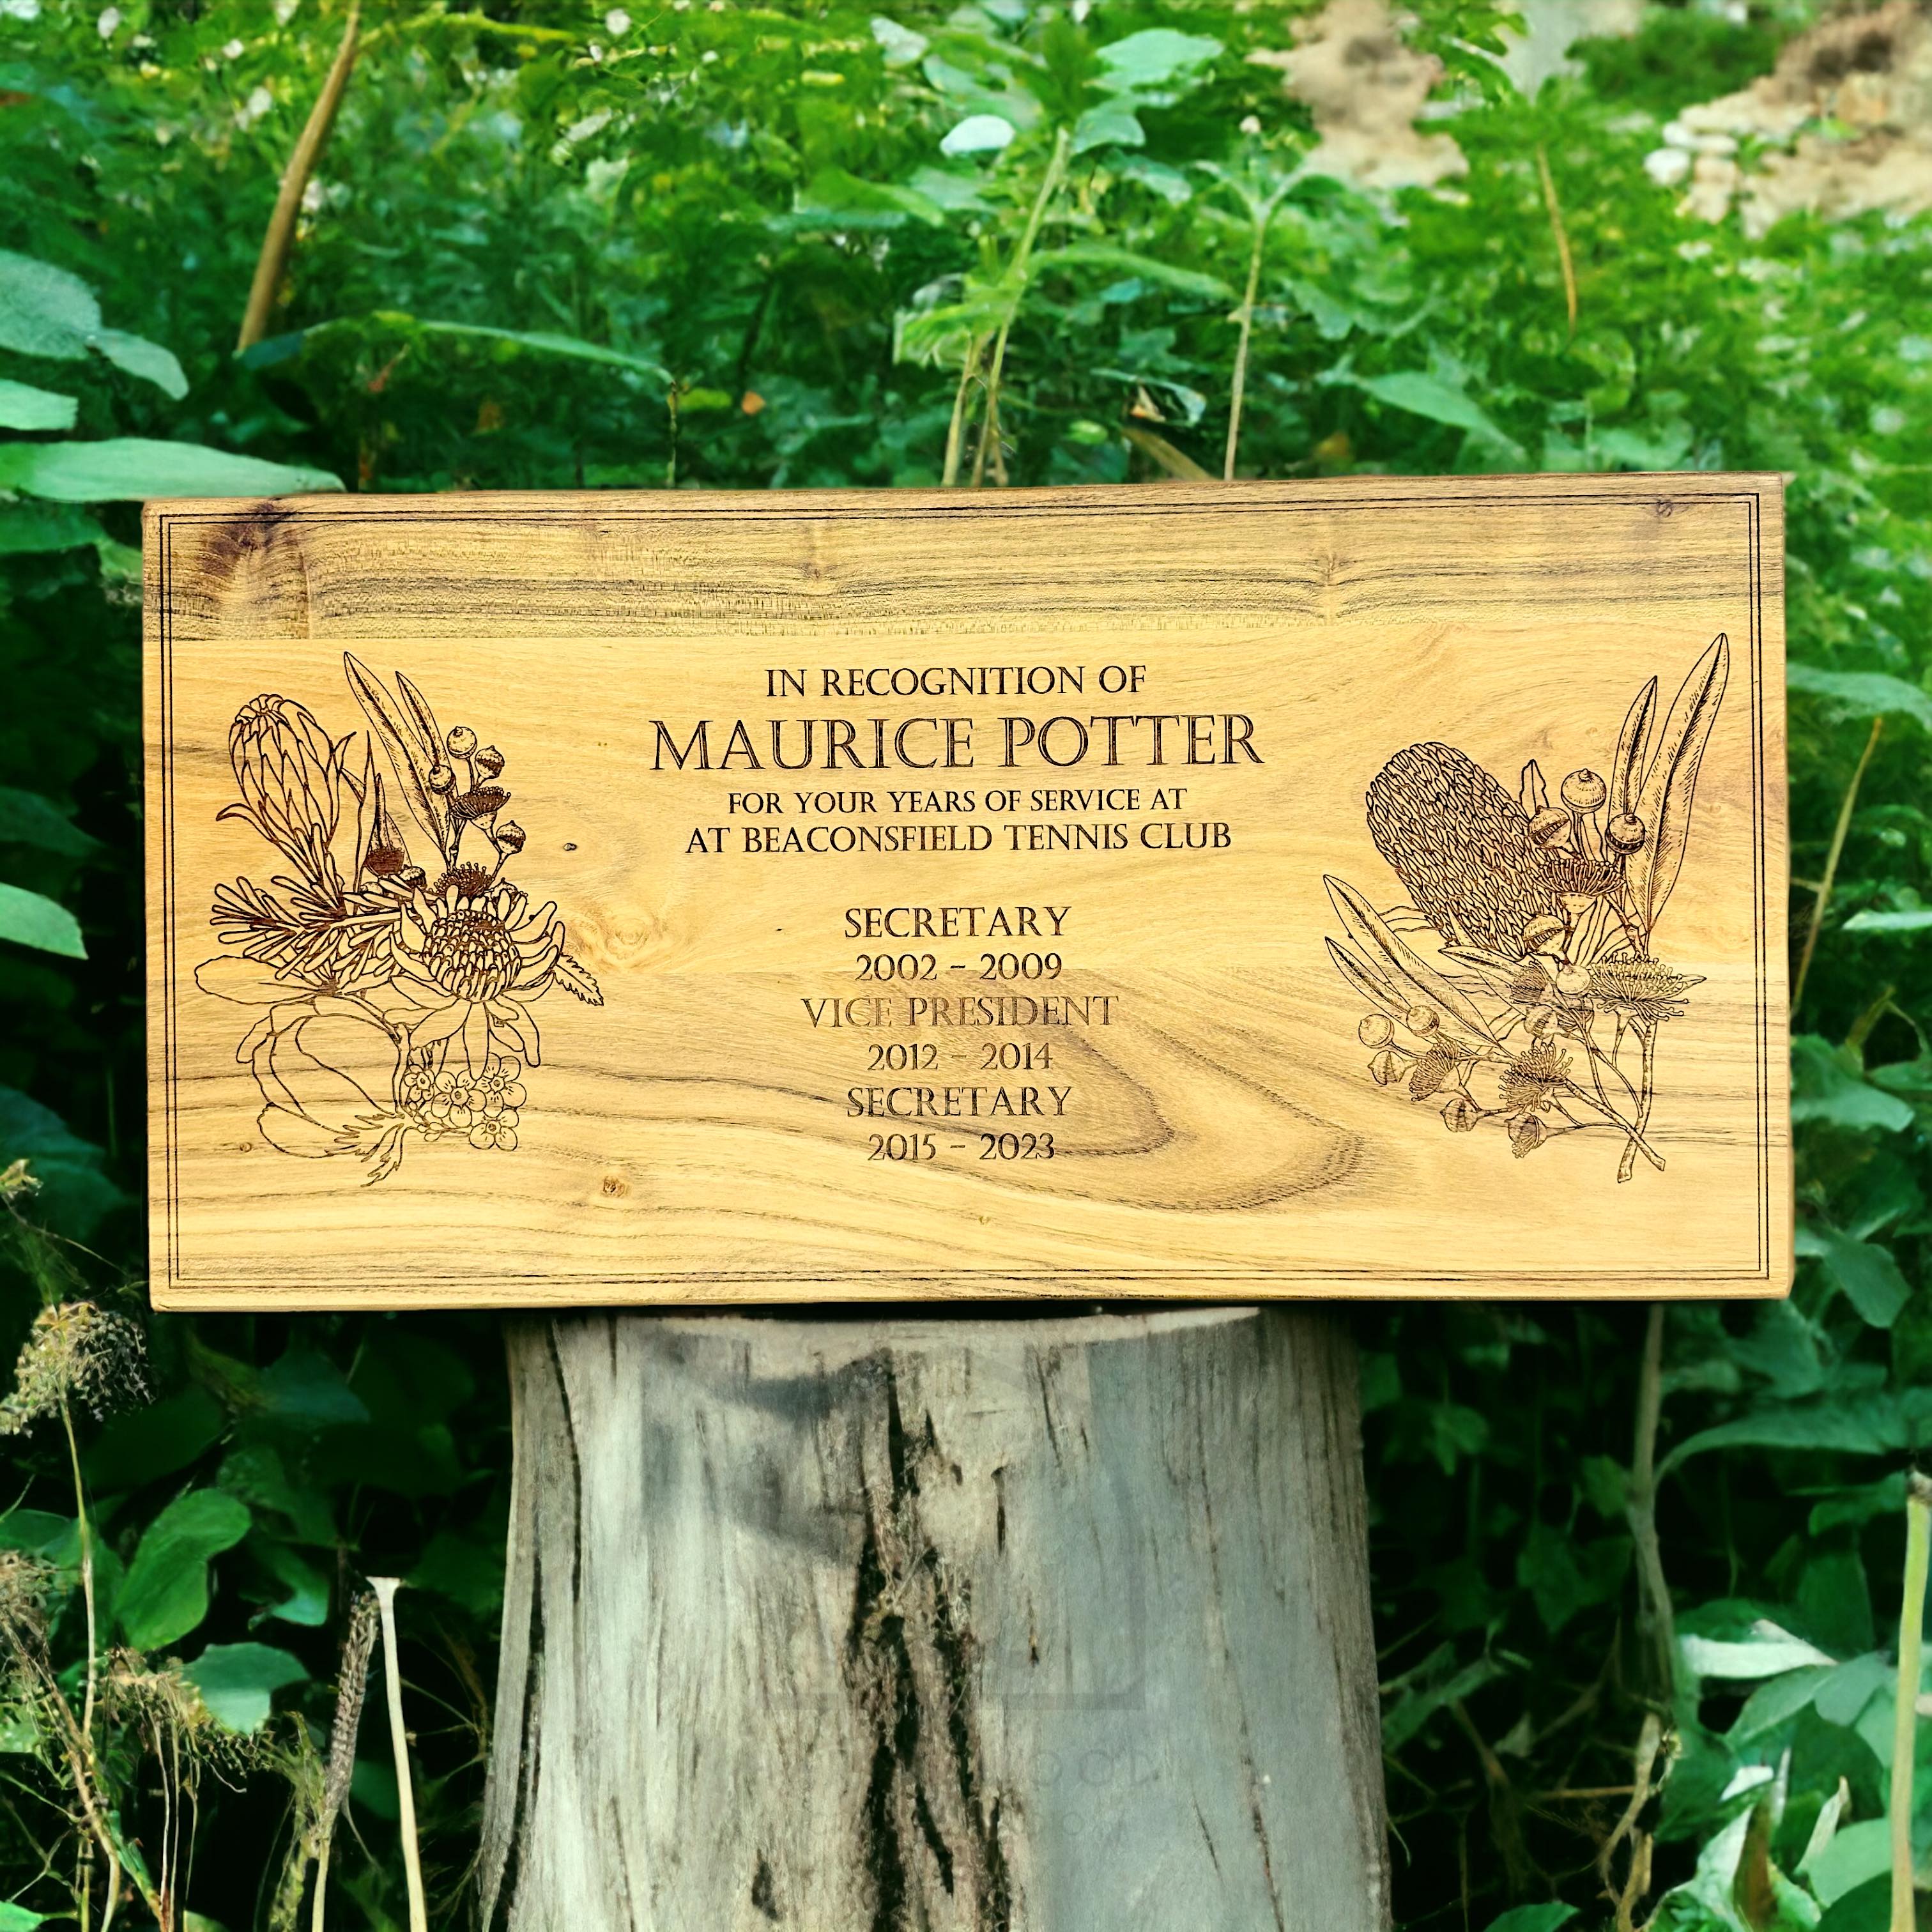 IN RECOGNITION OF
MAURICE POTTER
FOR YOUR YEARS OF SERVICE AT
AT BEACONSFIELD TENNIS CLUB
SECRETARY
2002 – 2009
VICE PRESIDENT
2012 – 2014
SECRETARY
2015 – 2023